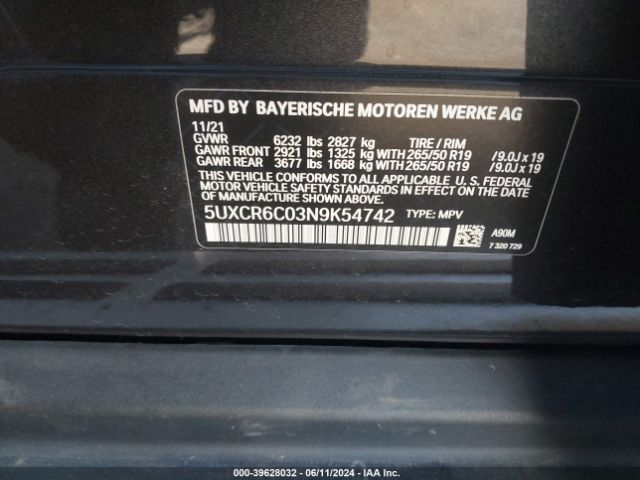 MFD BY BAYERISCHE MOTOREN WERKE AG
11/21
GVWR 6232 lbs 2827 kg TIRE / RIM
GAWR FRONT 2921 lbs 1325 kg WITH 265/50 R19 /9.0J x 19
GAWR REAR 3677 lbs 1668 kg WITH 265/50 R19 /9.0J x 19
THIS VEHICLE CONFORMS TO ALL APPLICABLE U. S. FEDERAL
MOTOR VEHICLE SAFETY STANDARDS IN EFFECT ON THE DATE
OF MANUFACTURE SHOWN ABOVE.
5UXCR6C03N9K54742 TYPE: MPV
A90M
7 320 729
000-39628032 - 06/11/2024 - IAA Inc.